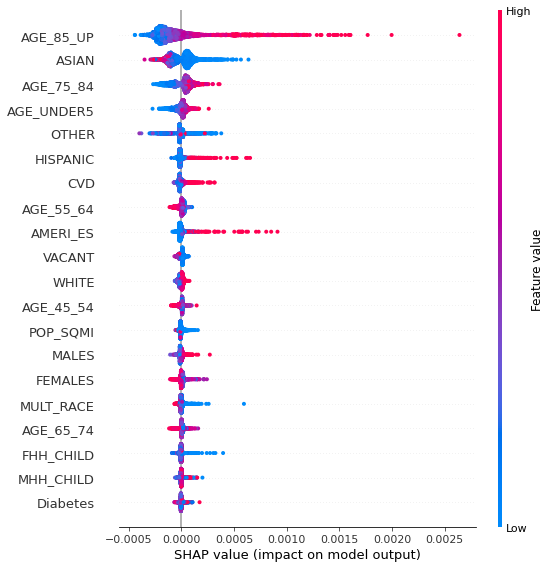 High
AGE_85_UP
ASIAN
AGE_75_84
AGE_UNDER5
OTHER
HISPANIC
CVD
AGE_55_64
AMERI_ES
VACANT
WHITE
AGE_45_54
POP_SQMI
MALES
FEMALES
MULT_RACE
AGE_65_74
FHH_CHILD
MHH_CHILD
Diabetes
Feature value
Low
−0.0005 0.0000 0.0005 0.0010 0.0015 0.0020 0.0025
SHAP value (impact on model output)